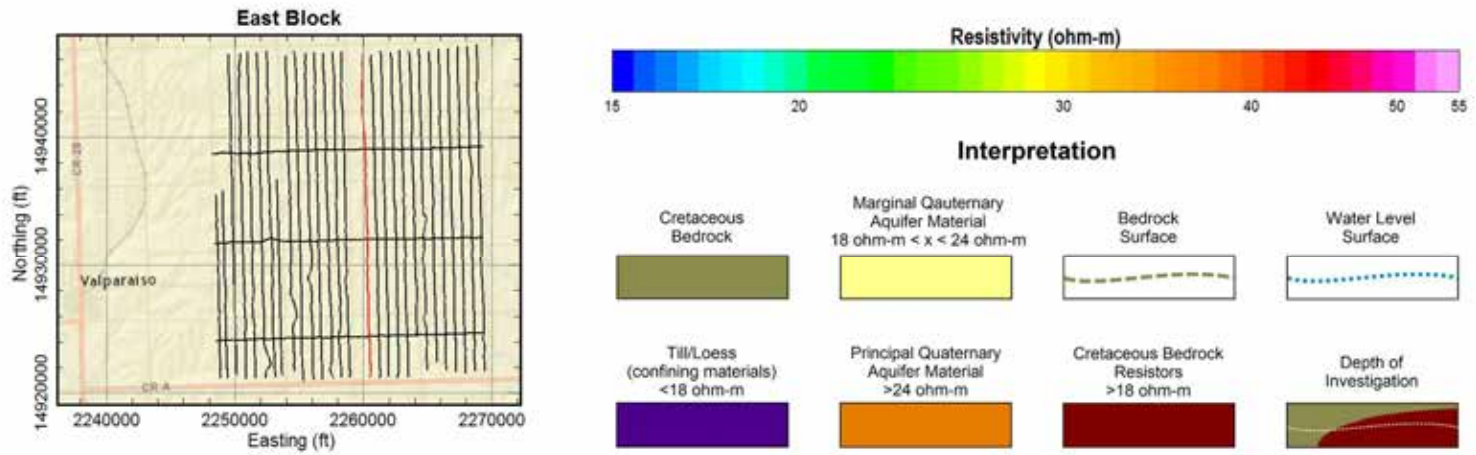 East Block
Northing (ft)
14940000
14930000
14920000
CR-29
Valparaiso
CR A
2240000 2250000 2260000 2270000
Easting (ft)
Resistivity (ohm-m)
15 20 30 40 50 55
Interpretation
Cretaceous
Bedrock
Marginal Qauternary
Aquifer Material
18 ohm-m < x < 24 ohm-m
Bedrock
Surface
Water Level
Surface
Till/Loess
(confining materials)
<18 ohm-m
Principal Quaternary
Aquifer Material
>24 ohm-m
Cretaceous Bedrock
Resistors
>18 ohm-m
Depth of
Investigation